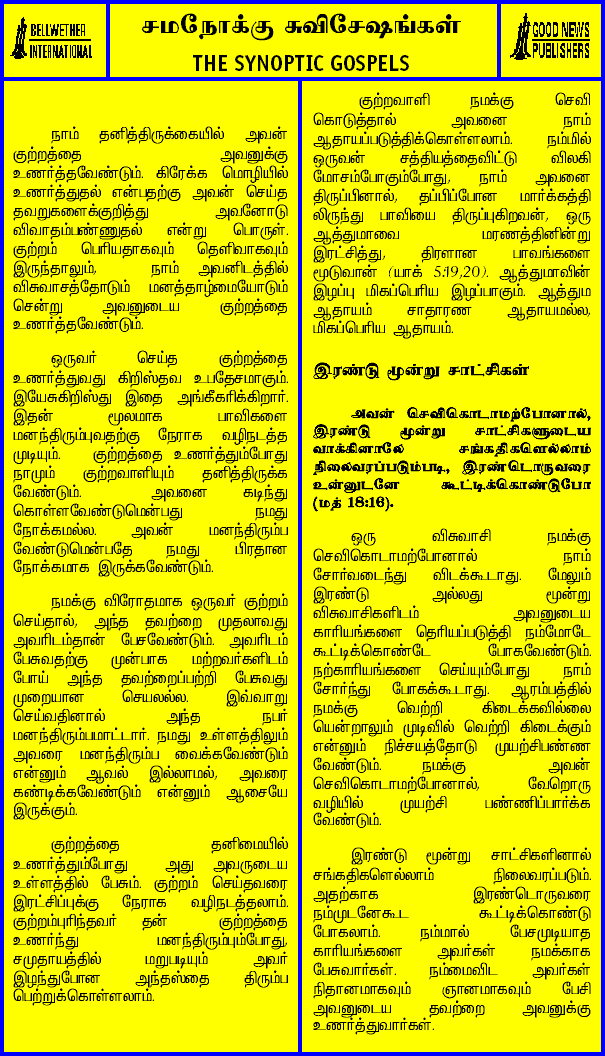 BELLWETHER
INTERNATIONAL
சமநோக்கு சுவிசேஷங்கள்
THE SYNOPTIC GOSPELS
GOOD NEWS
PUBLISHERS
நாம் தனித்திருக்கையில் அவன்
குற்றத்தை அவனுக்கு
உணர்த்தவேண்டும். கிரேக்க மொழியில்
உணர்த்துதல் என்பதற்கு அவன் செய்த
தவறுகளைக்குறித்து அவனோடு
விவாதம்பண்ணுதல் என்று பொருள்.
குற்றம் பெரியதாகவும் தெளிவாகவும்
இருந்தாலும், நாம் அவனிடத்தில்
விசுவாசத்தோடும் மனத்தாழ்மையோடும்
சென்று அவனுடைய குற்றத்தை
உணர்த்தவேண்டும்.
ஒருவர் செய்த குற்றத்தை
உணர்த்துவது கிறிஸ்தவ உபதேசமாகும்.
இயேசுகிறிஸ்து இதை அங்கீகரிக்கிறார்.
இதன் மூலமாக பாவிகளை
மனந்திரும்புவதற்கு நேராக வழிநடத்த
முடியும். குற்றத்தை உணர்த்தும்போது
நாமும் குற்றவாளியும் தனித்திருக்க
வேண்டும். அவனை கடிந்து
கொள்ளவேண்டுமென்பது நமது
நோக்கமல்ல. அவன் மனந்திரும்ப
வேண்டுமென்பதே நமது பிரதான
நோக்கமாக இருக்கவேண்டும்.
நமக்கு விரோதமாக ஒருவர் குற்றம்
செய்தால், அந்த தவற்றை முதலாவது
அவரிடம்தான் பேசவேண்டும். அவரிடம்
பேசுவதற்கு முன்பாக மற்றவர்களிடம்
போய் அந்த தவற்றைப்பற்றி பேசுவது
முறையான செயலல்ல. இவ்வாறு
செய்வதினால் அந்த நபர்
மனந்திரும்பமாட்டார். நமது உள்ளத்திலும்
அவரை மனந்திரும்ப வைக்கவேண்டும்
என்னும் ஆவல் இல்லாமல், அவரை
கண்டிக்கவேண்டும் என்னும் ஆசையே
இருக்கும்.
குற்றத்தை தனிமையில்
உணர்த்தும்போது அது அவருடைய
உள்ளத்தில் பேசும். குற்றம் செய்தவரை
இரட்சிப்புக்கு நேராக வழிநடத்தலாம்.
குற்றம்புரிந்தவர் தன் குற்றத்தை
உணர்ந்து மனந்திரும்பும்போது,
சமுதாயத்தில் மறுபடியும் அவர்
இழந்துபோன அந்தஸ்தை திரும்ப
பெற்றுக்கொள்ளலாம்.
குற்றவாளி நமக்கு செவி
கொடுத்தால் அவனை நாம்
ஆதாயப்படுத்திக்கொள்ளலாம். நம்மில்
ஒருவன் சத்தியத்தைவிட்டு விலகி
மோசம்போகும்போது, நாம் அவனை
திருப்பினால், தப்பிப்போன மார்க்கத்தி
லிருந்து பாவியை திருப்புகிறவன், ஒரு
ஆத்துமாவை மரணத்தினின்று
இரட்சித்து, திரளான பாவங்களை
மூடுவான் (யாக் 5:19,20). ஆத்துமாவின்
இழப்பு மிகப்பெரிய இழப்பாகும். ஆத்தும
ஆதாயம் சாதாரண ஆதாயமல்ல,
மிகப்பெரிய ஆதாயம்.
இரண்டு மூன்று சாட்சிகள்
அவன் செவிகொடாமற்போனால்,
இரண்டு மூன்று சாட்சிகளுடைய
வாக்கினாலே சங்கதிகளெல்லாம்
நிலைவரப்படும்படி, இரண்டொருவரை
உன்னுடனே கூட்டிக்கொண்டுபோ
(மத் 18:16).
ஒரு விசுவாசி நமக்கு
செவிகொடாமற்போனால் நாம்
சோர்வடைந்து விடக்கூடாது. மேலும்
இரண்டு அல்லது மூன்று
விசுவாசிகளிடம் அவனுடைய
காரியங்களை தெரியப்படுத்தி நம்மோடே
கூட்டிக்கொண்டே போகவேண்டும்.
நற்காரியங்களை செய்யும்போது நாம்
சோர்ந்து போகக்கூடாது. ஆரம்பத்தில்
நமக்கு வெற்றி கிடைக்கவில்லை
யென்றாலும் முடிவில் வெற்றி கிடைக்கும்
என்னும் நிச்சயத்தோடு முயற்சிபண்ண
வேண்டும். நமக்கு அவன்
செவிகொடாமற்போனால், வேறொரு
வழியில் முயற்சி பண்ணிப்பார்க்க
வேண்டும்.
இரண்டு மூன்று சாட்சிகளினால்
சங்கதிகளெல்லாம் நிலைவரப்படும்.
அதற்காக இரண்டொருவரை
நம்முடனேகூட கூட்டிக்கொண்டு
போகலாம். நம்மால் பேசமுடியாத
காரியங்களை அவர்கள் நமக்காக
பேசுவார்கள். நம்மைவிட அவர்கள்
நிதானமாகவும் ஞானமாகவும் பேசி
அவனுடைய தவற்றை அவனுக்கு
உணர்த்துவார்கள்.